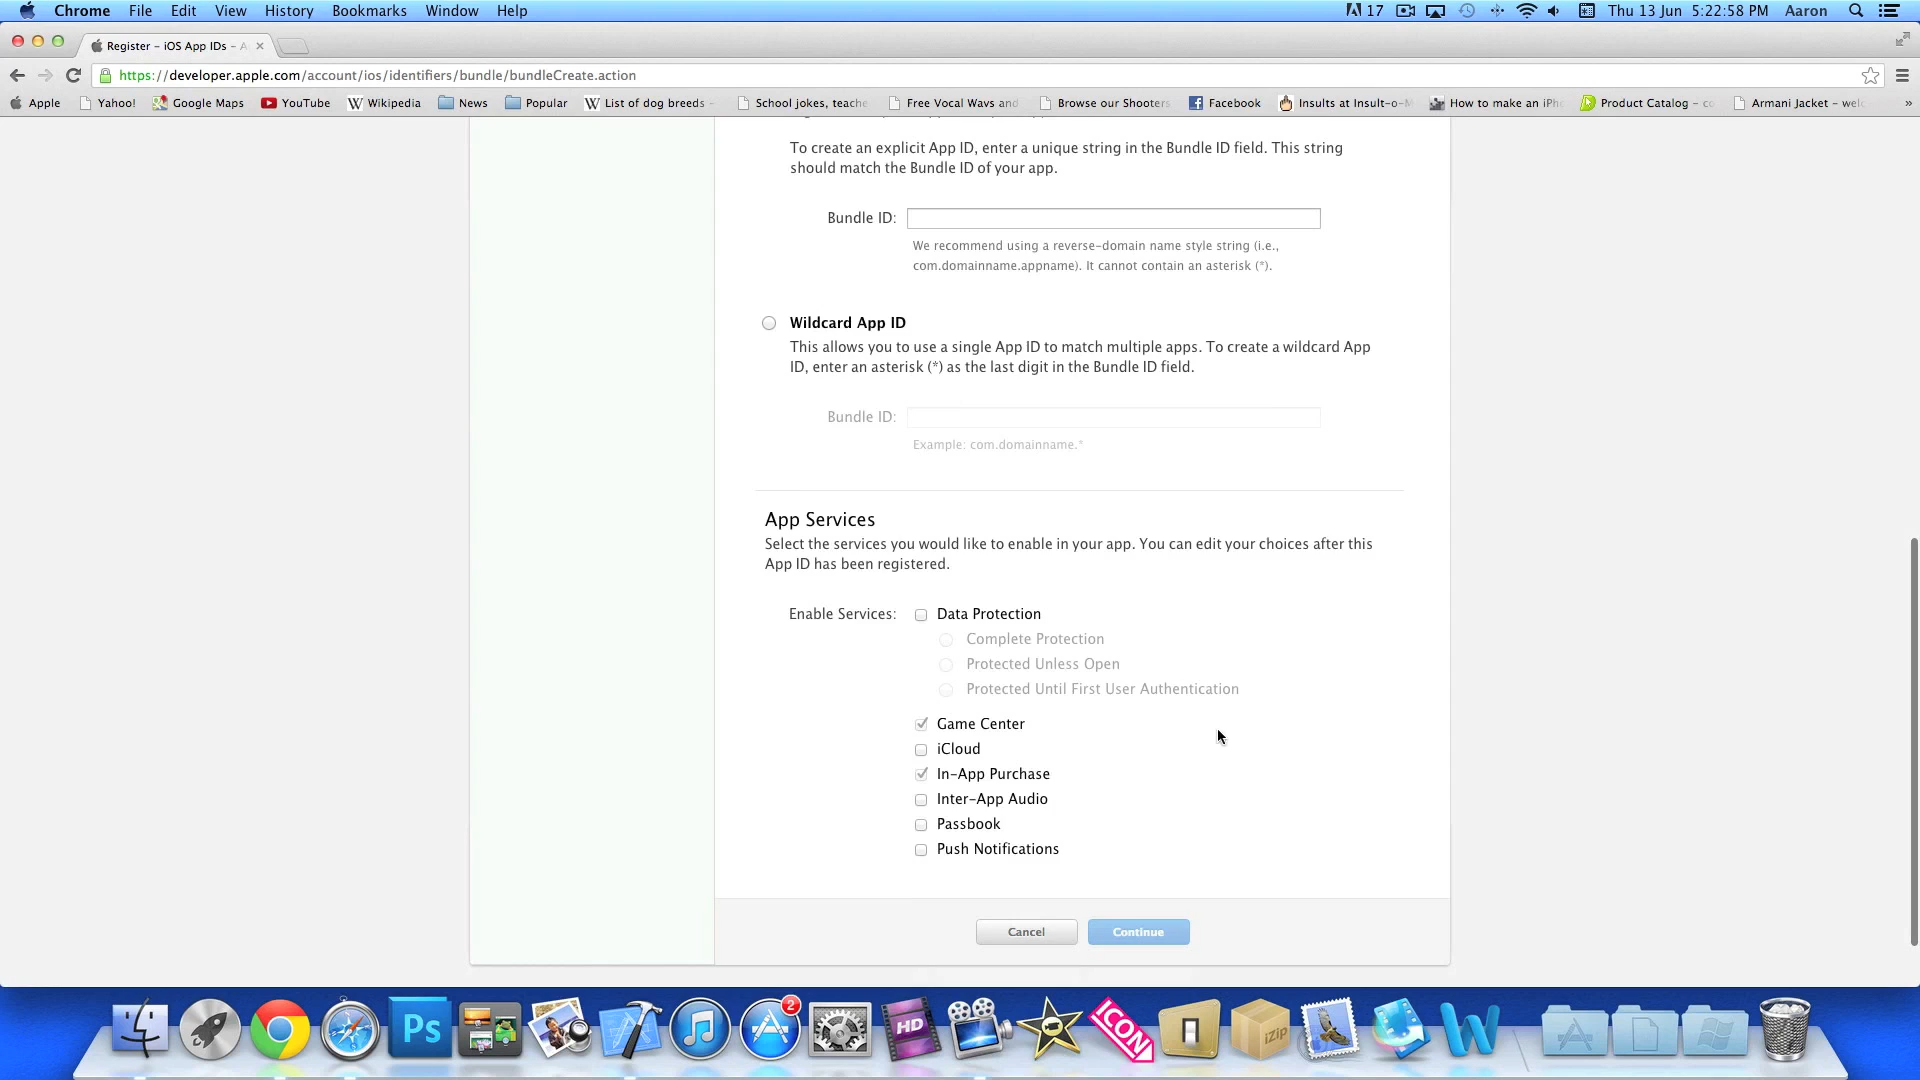 Chrome File Edit View History Bookmarks Window Help 17 Thu 13 Jun 5:22:58 PM Aaron
Register – iOS App IDs – A
https://developer.apple.com/account/ios/identifiers/bundle/bundleCreate.action
Apple Yahoo! Google Maps YouTube Wikipedia News Popular List of dog breeds – School jokes, teache Free Vocal Wavs and Browse our Shooters Facebook Insults at Insult-o-M How to make an iPh Product Catalog – co Armani Jacket – welc »
To create an explicit App ID, enter a unique string in the Bundle ID field. This string
should match the Bundle ID of your app.
Bundle ID:
We recommend using a reverse-domain name style string (i.e.,
com.domainname.appname). It cannot contain an asterisk (*).
Wildcard App ID
This allows you to use a single App ID to match multiple apps. To create a wildcard App
ID, enter an asterisk (*) as the last digit in the Bundle ID field.
Bundle ID:
Example: com.domainname.*
App Services
Select the services you would like to enable in your app. You can edit your choices after this
App ID has been registered.
Enable Services: Data Protection
Complete Protection
Protected Unless Open
Protected Until First User Authentication
Game Center
iCloud
In-App Purchase
Inter-App Audio
Passbook
Push Notifications
Cancel Continue
Ps 2 HD ICON iZip W